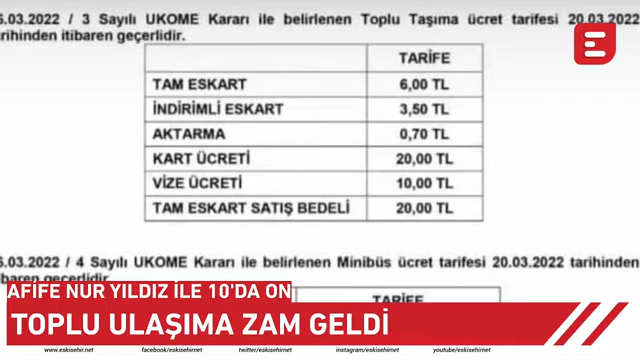 6.03.2022 / 3 Sayılı UKOME Kararı ile belirlenen Toplu Taşıma ücret tarifesi 20.03.2022
arihinden itibaren geçerlidir.
TARİFE
TAM ESKART 6,00 TL
İNDİRİMLİ ESKART 3,50 TL
AKTARMA 0,70 TL
KART ÜCRETİ 20,00 TL
VİZE ÜCRETİ 10,00 TL
TAM ESKART SATIŞ BEDELİ 20,00 TL
6.03.2022 / 4 Sayılı UKOME Kararı ile belirlenen Minibüs ücret tarifesi 20.03.2022 tarihinden
ibaren geçerlidir
TARİFE
AFİFE NUR YILDIZ İLE 10'DA ON
TOPLU ULAŞIMA ZAM GELDİ
www.eskisehir.net facebook/eskisehirnet twitter/eskisehirnet instagram/eskisehirnet youtube/eskisehirnet